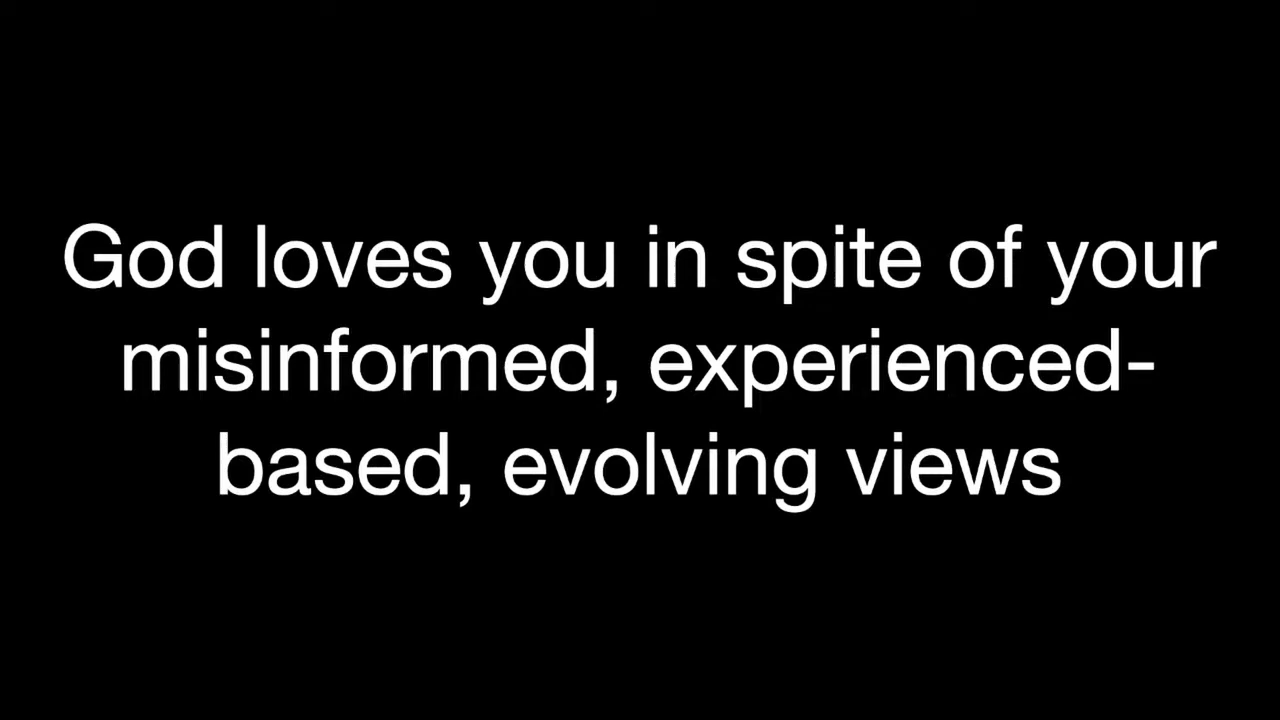 God loves you in spite of your
misinformed, experienced-
based, evolving views